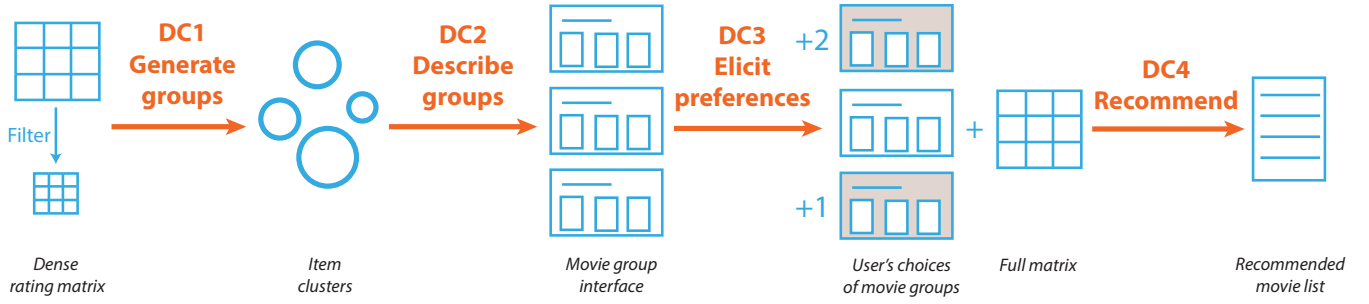 DC1
Generate
groups
DC2
Describe
groups
DC3
Elicit
preferences
+2
DC4
Recommend
Filter
+
+1
Dense
rating matrix
Item
clusters
Movie group
interface
User's choices
of movie groups
Full matrix
Recommended
movie list